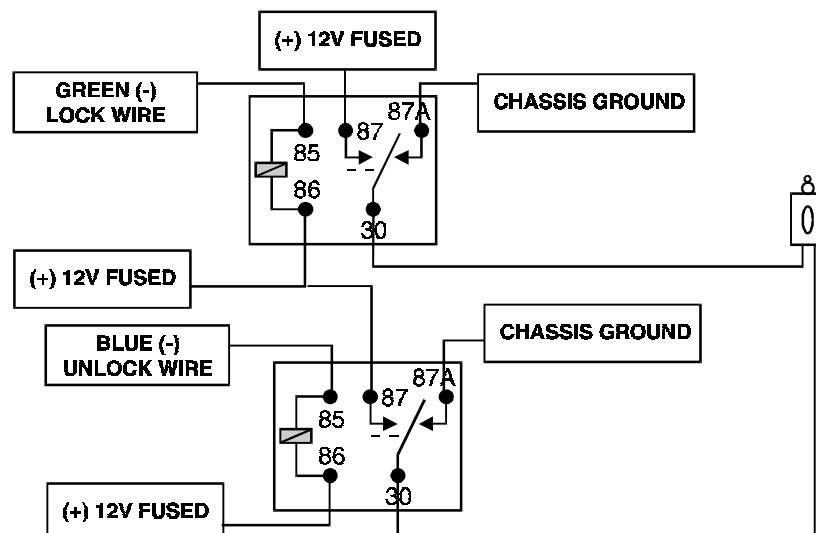 (+) 12V FUSED
GREEN (-)
LOCK WIRE
CHASSIS GROUND
87A
87
85
86
30
(+) 12V FUSED
BLUE (-)
UNLOCK WIRE
CHASSIS GROUND
87A
87
85
86
30
(+) 12V FUSED